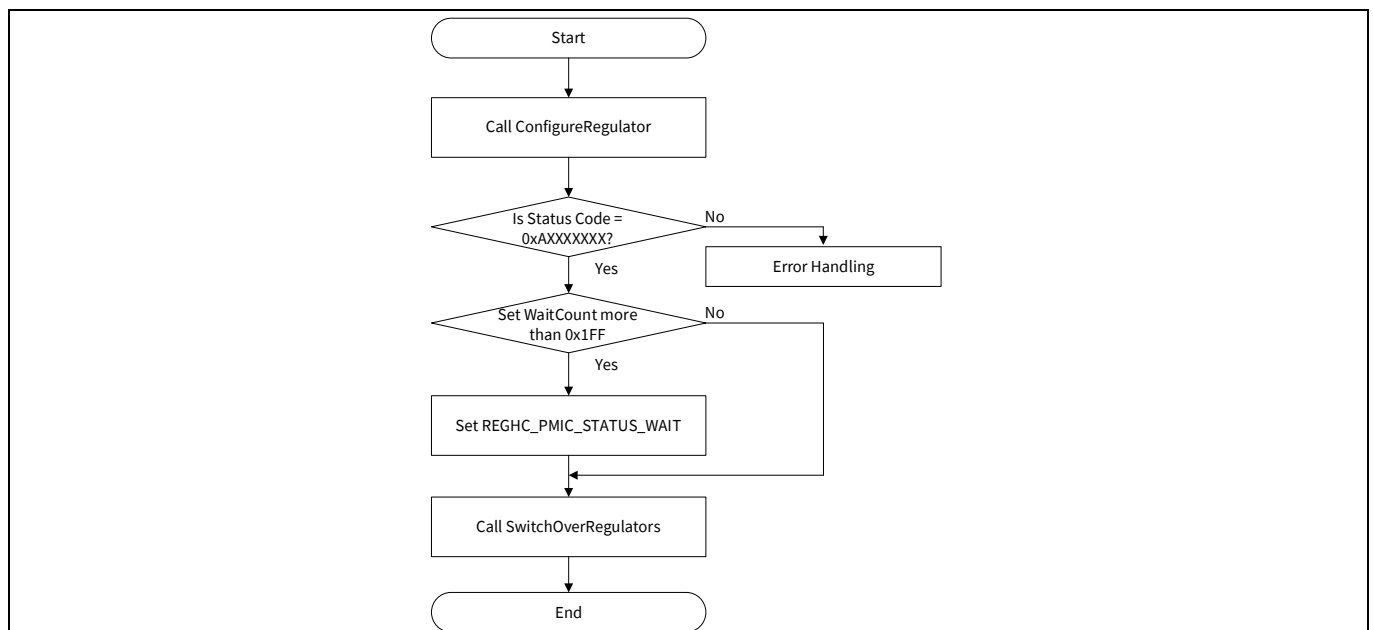 Start
Call ConfigureRegulator
Is Status Code =
0xAXXXXXXX?
No
Error Handling
Yes
Set WaitCount more
than 0x1FF
No
Yes
Set REGHC_PMIC_STATUS_WAIT
Call SwitchOverRegulators
End